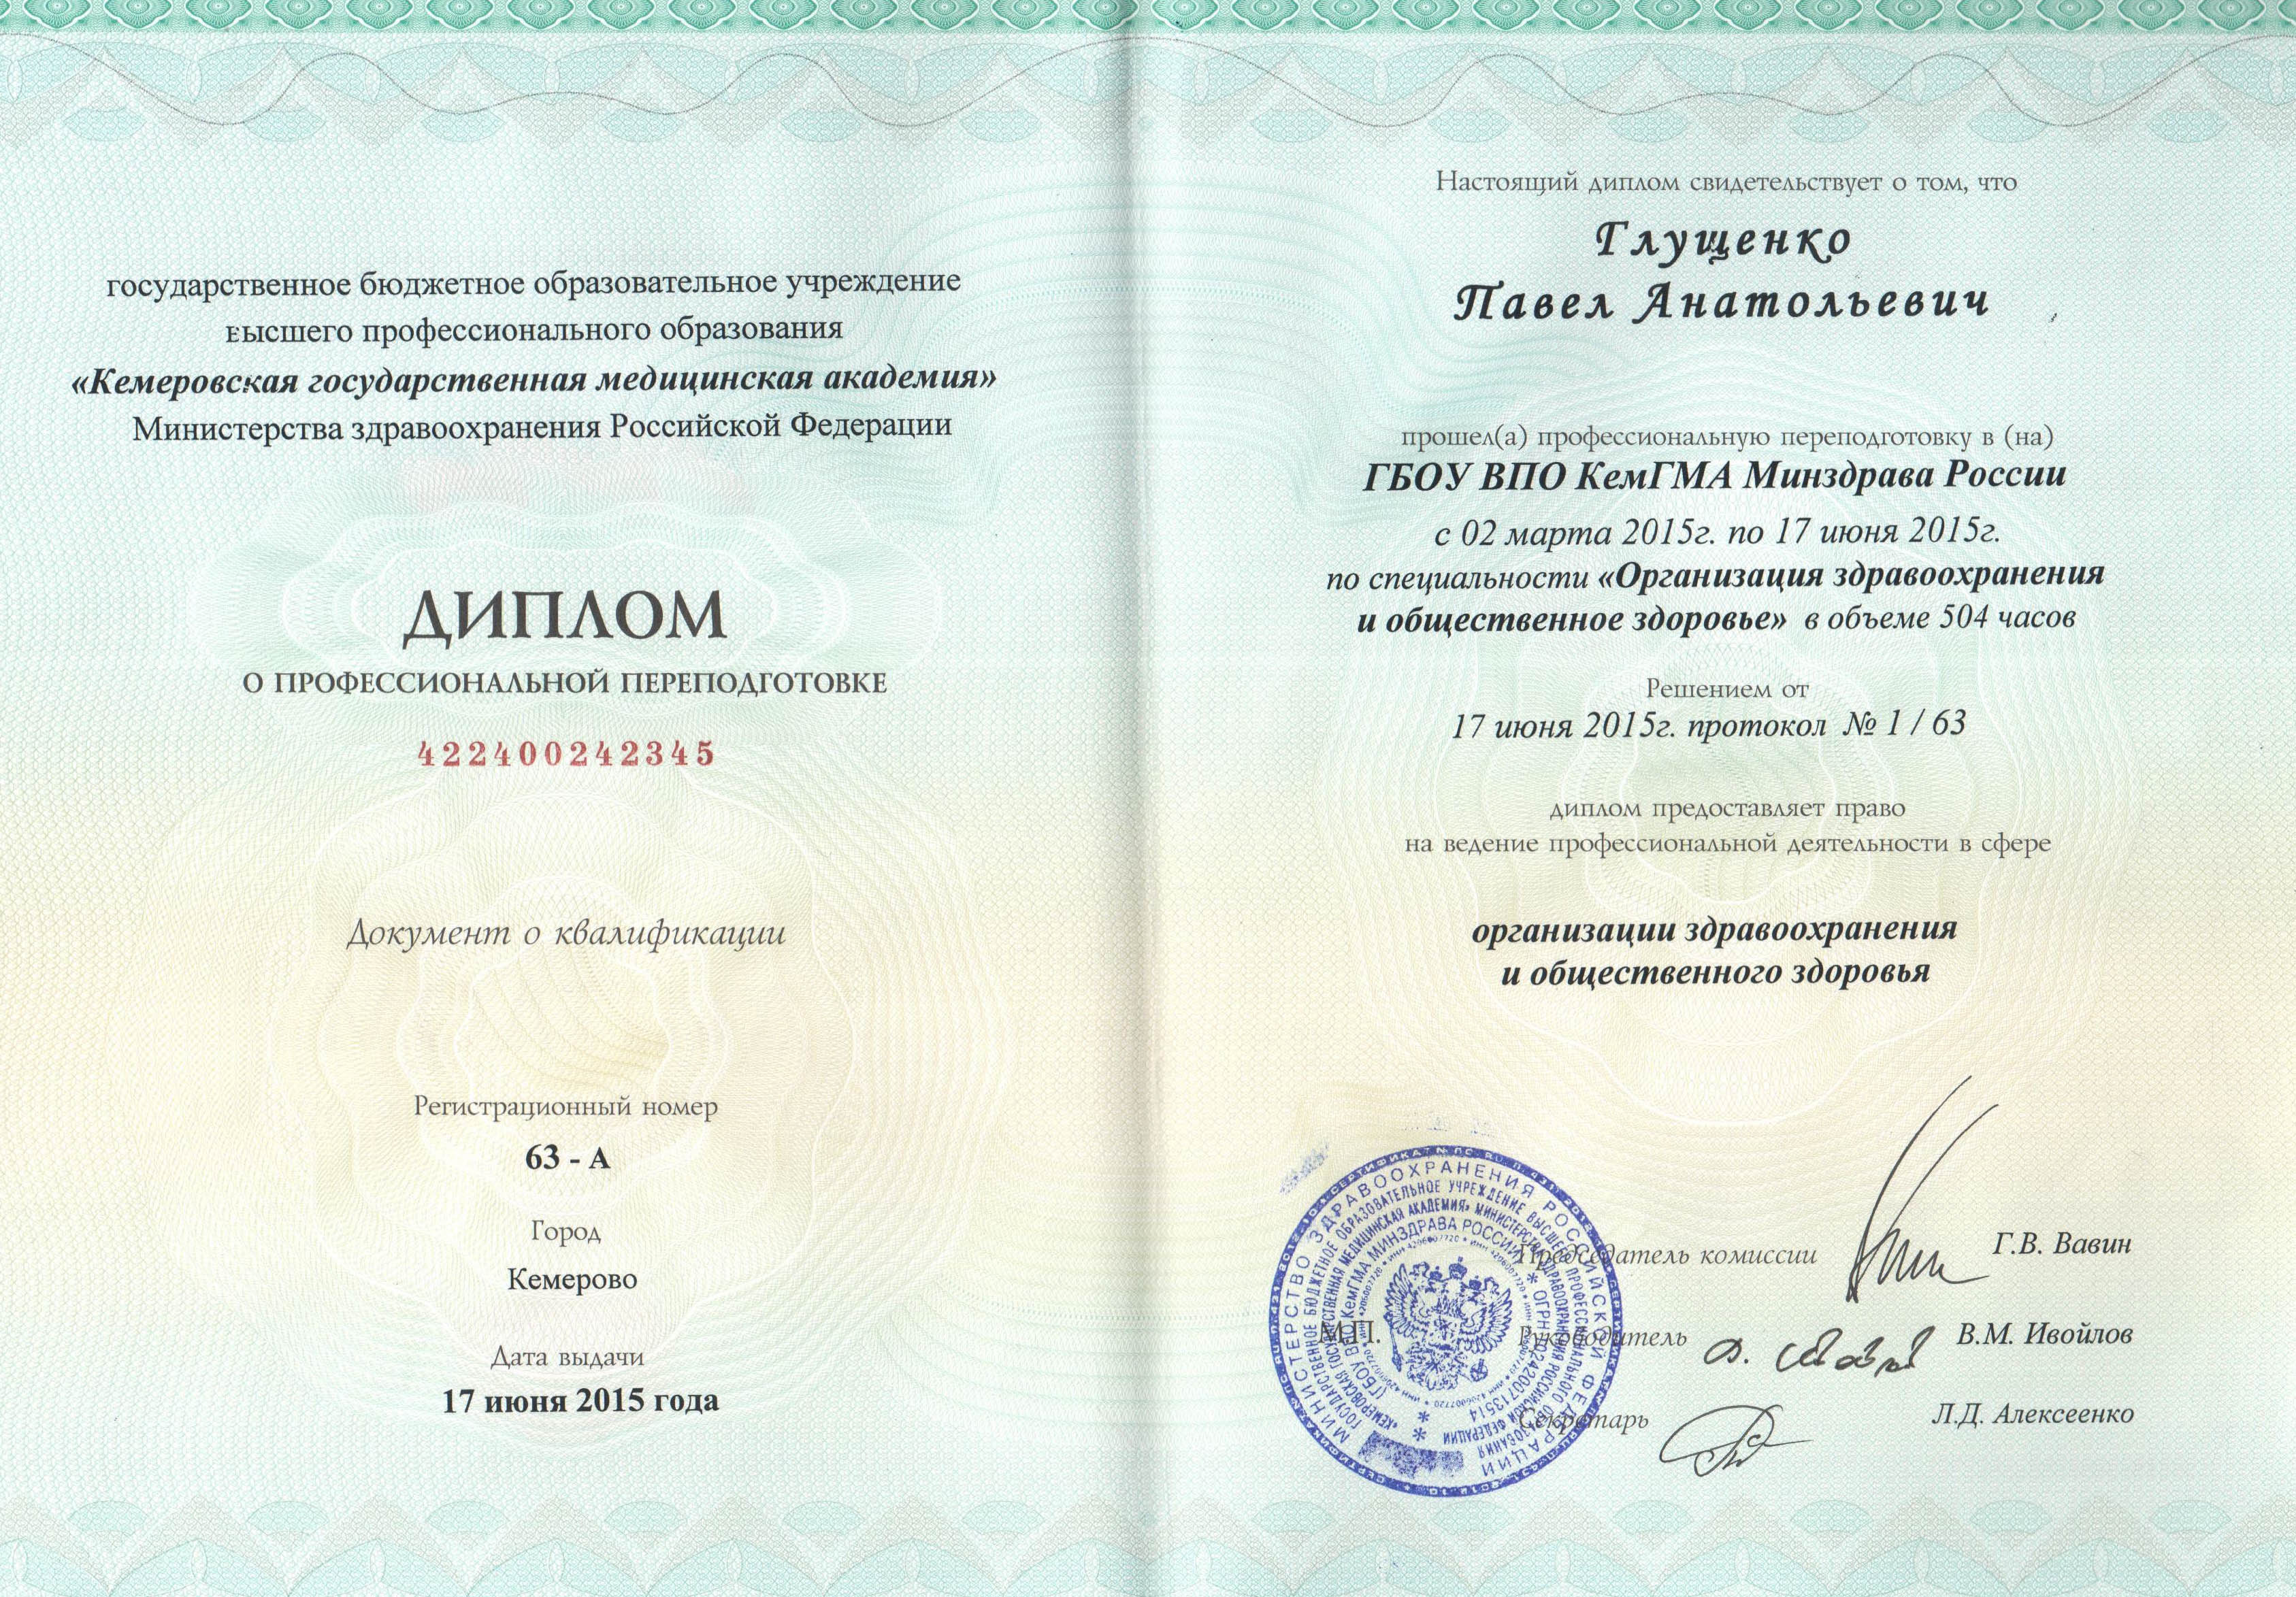 государственное бюджетное образовательное учреждение
высшего профессионального образования
«Кемеровская государственная медицинская академия»
Министерства здравоохранения Российской Федерации
ДИПЛОМ
О ПРОФЕССИОНАЛЬНОЙ ПЕРЕПОДГОТОВКЕ
422400242345
Документ о квалификации
Регистрационный номер
63 - А
Город
Кемерово
Дата выдачи
17 июня 2015 года
Настоящий диплом свидетельствует о том, что
Глущенко
Павел Анатольевич
прошел(а) профессиональную переподготовку в (на)
ГБОУ ВПО КемГМА Минздрава России
с 02 марта 2015г. по 17 июня 2015г.
по специальности «Организация здравоохранения
и общественное здоровье» в объеме 504 часов
Решением от
17 июня 2015г. протокол № 1 / 63
диплом предоставляет право
на ведение профессиональной деятельности в сфере
организации здравоохранения
и общественного здоровья
Председатель комиссии
Г.В. Вавин
М.П.
Руководитель
В.М. Ивойлов
Секретарь
Л.Д. Алексеенко
МИНИСТЕРСТВО ЗДРАВООХРАНЕНИЯ РОССИЙСКОЙ ФЕДЕРАЦИИ
ГОСУДАРСТВЕННОЕ БЮДЖЕТНОЕ ОБРАЗОВАТЕЛЬНОЕ УЧРЕЖДЕНИЕ ВЫСШЕГО ПРОФЕССИОНАЛЬНОГО ОБРАЗОВАНИЯ
«КЕМЕРОВСКАЯ ГОСУДАРСТВЕННАЯ МЕДИЦИНСКАЯ АКАДЕМИЯ» МИНИСТЕРСТВА ЗДРАВООХРАНЕНИЯ РОССИЙСКОЙ ФЕДЕРАЦИИ
(ГБОУ ВПО КемГМА МИНЗДРАВА РОССИИ) * ОГРН 1024200713514 *
ИНН 4206007720